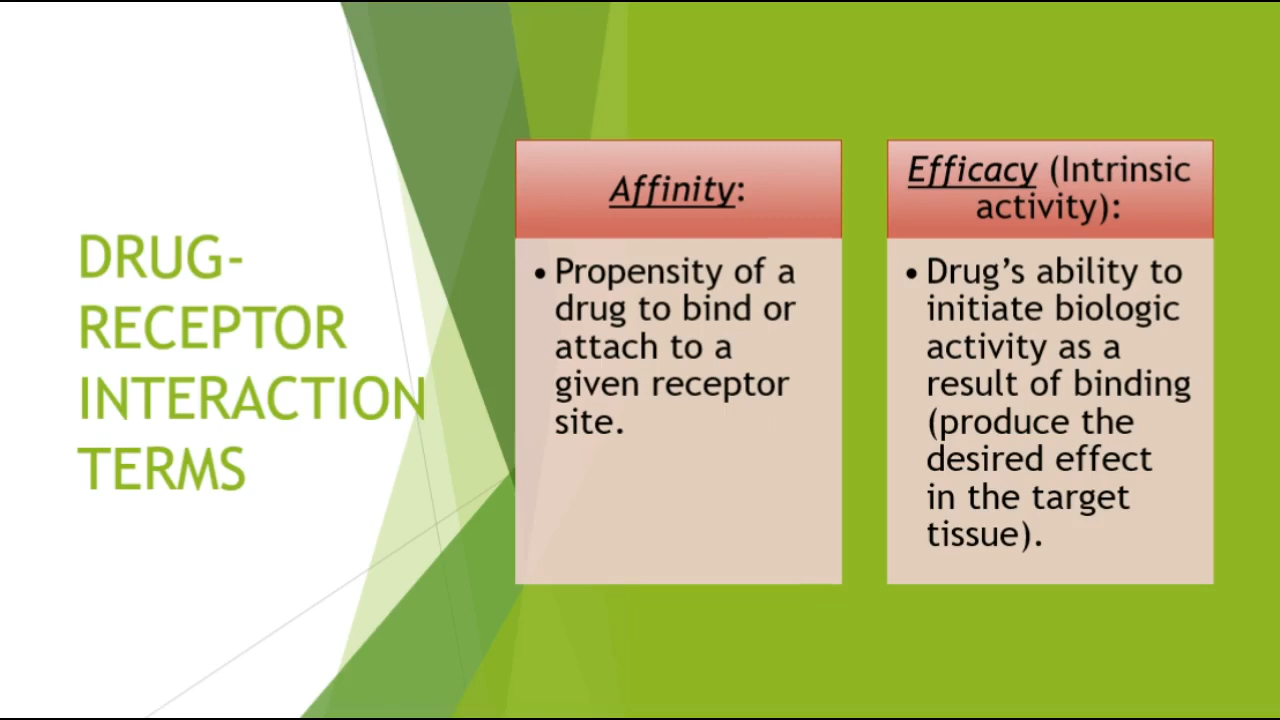 DRUG-
RECEPTOR
INTERACTION
TERMS
Affinity:
• Propensity of a
drug to bind or
attach to a
given receptor
site.
Efficacy (Intrinsic
activity):
• Drug’s ability to
initiate biologic
activity as a
result of binding
(produce the
desired effect
in the target
tissue).